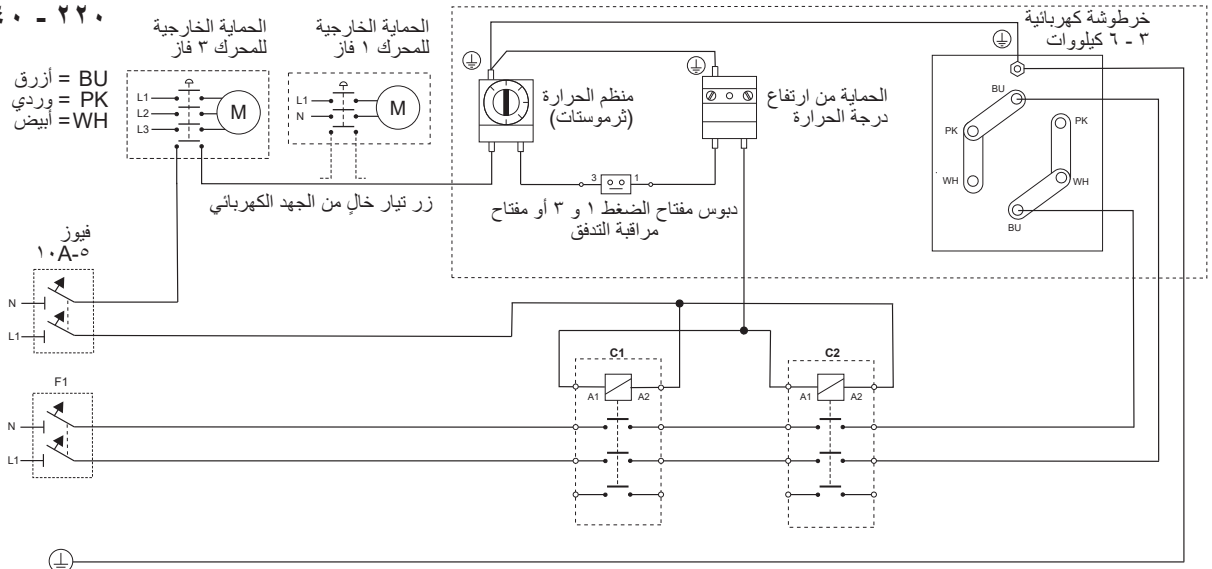 ٢٢٠ - ٤٠
الحماية الخارجية
للمحرك ٣ فاز
الحماية الخارجية
للمحرك ١ فاز
خرطوشة كهربائية
٣ - ٦ كيلووات
BU = أزرق
PK = وردي
WH = أبيض
L1
L2
L3
M
L1
N
M
منظم الحرارة
(ثرموستات)
الحماية من ارتفاع
درجة الحرارة
BU
PK
PK
WH
WH
BU
3 1
زر تيار خالٍ من الجهد الكهربائي
دبوس مفتاح الضغط ١ و ٣ أو مفتاح
مراقبة التدفق
فيوز
١٠A-٥
N
L1
C1
C2
A1 A2
A1 A2
F1
N
L1